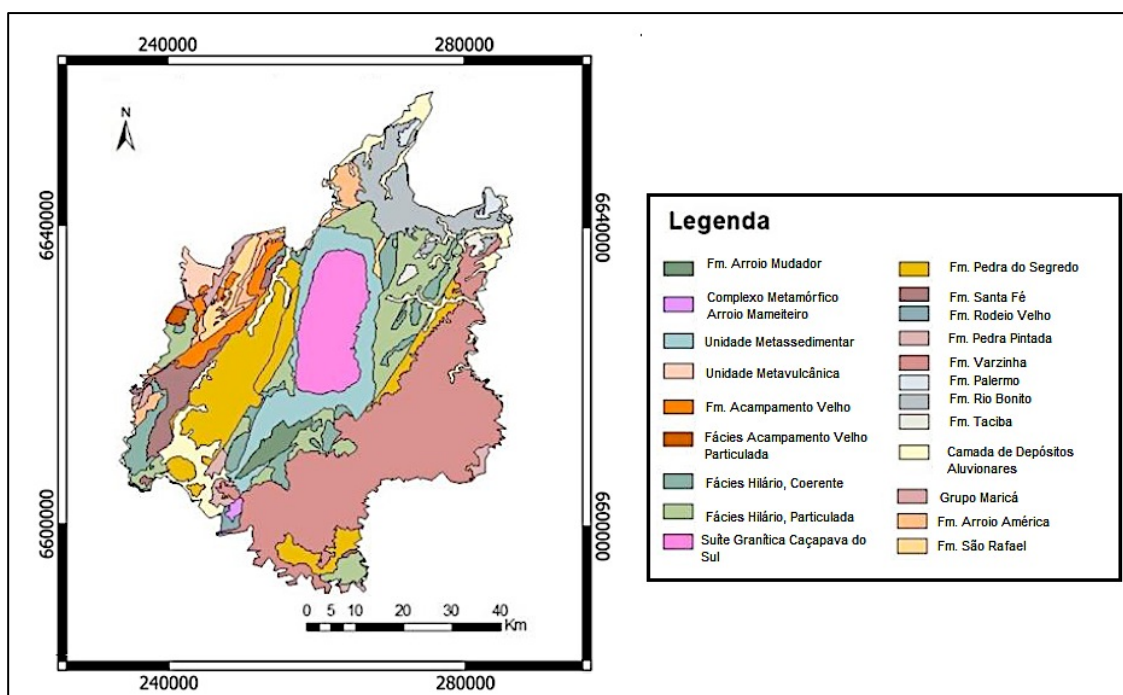 240000
280000
N
6640000
6640000
6600000
6600000
0 5 10 20 30 40
Km
240000
280000
Legenda
Fm. Arroio Mudador
Complexo Metamórfico
Arroio Mameiteiro
Unidade Metassedimentar
Unidade Metavulcânica
Fm. Acampamento Velho
Fácies Acampamento Velho
Particulada
Fácies Hilário, Coerente
Fácies Hilário, Particulada
Suíte Granítica Caçapava do
Sul
Fm. Pedra do Segredo
Fm. Santa Fé
Fm. Rodeio Velho
Fm. Pedra Pintada
Fm. Varzinha
Fm. Palermo
Fm. Rio Bonito
Fm. Taciba
Camada de Depósitos
Aluvionares
Grupo Maricá
Fm. Arroio América
Fm. São Rafael